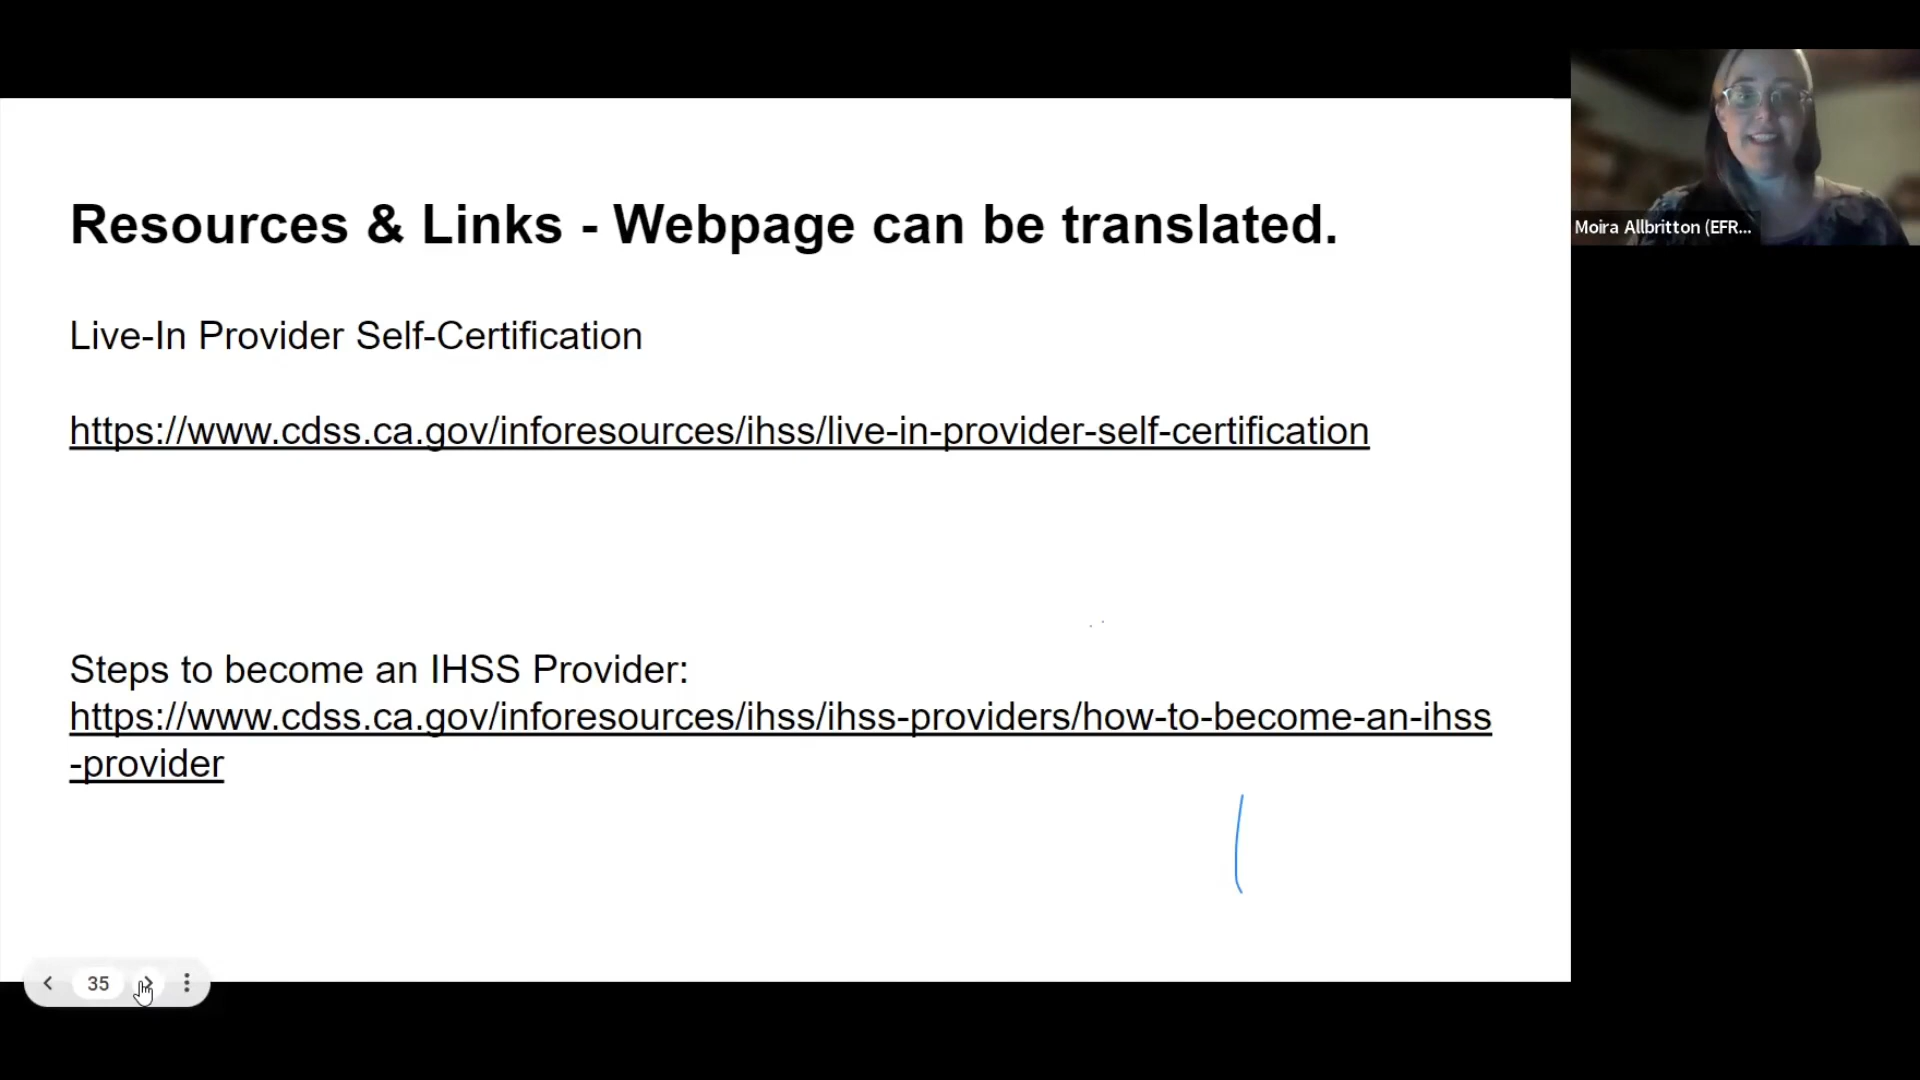 Resources & Links - Webpage can be translated.
Live-In Provider Self-Certification
https://www.cdss.ca.gov/inforesources/ihss/live-in-provider-self-certification
Steps to become an IHSS Provider:
https://www.cdss.ca.gov/inforesources/ihss/ihss-providers/how-to-become-an-ihss
-provider
35
Moira Allbritton (EFR...